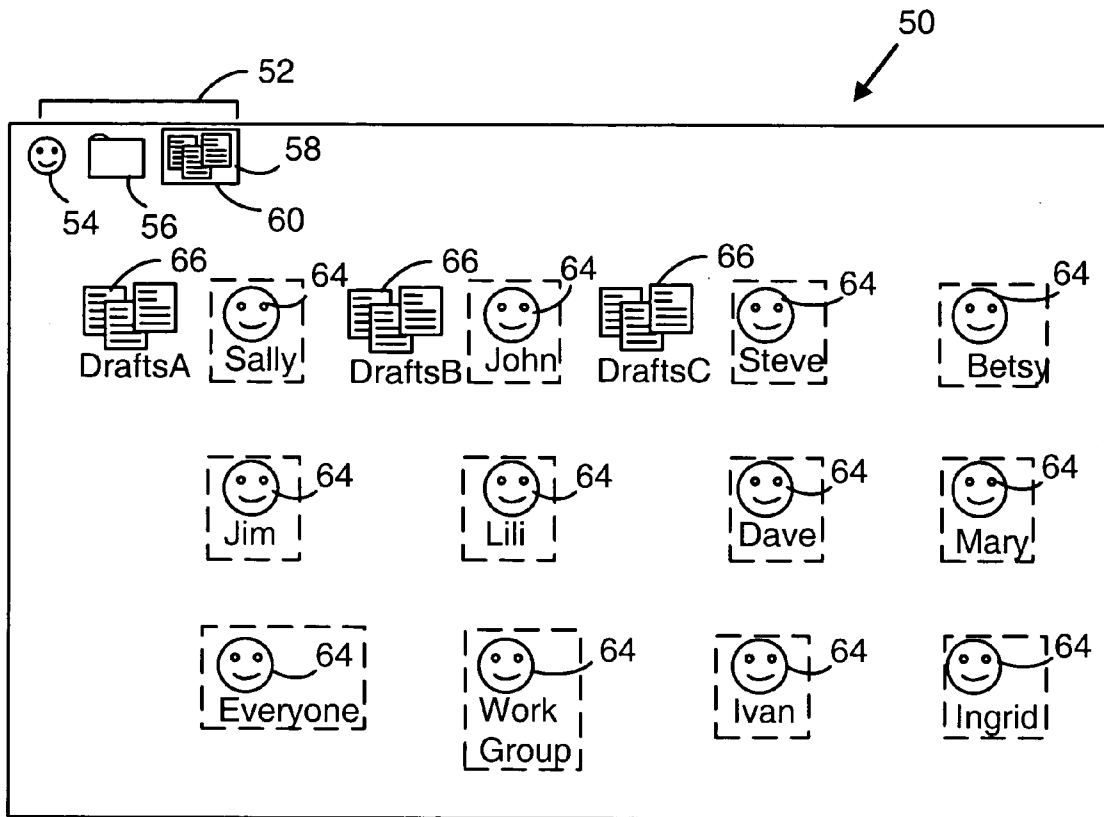 50
52
58
54
56
60
66 64 66 64 66 64 64
DraftsA Sally DraftsB John DraftsC Steve Betsy
64 64 64 64
Jim Lili Dave Mary
64 64 64 64
Everyone Work Ivan Ingrid
Group